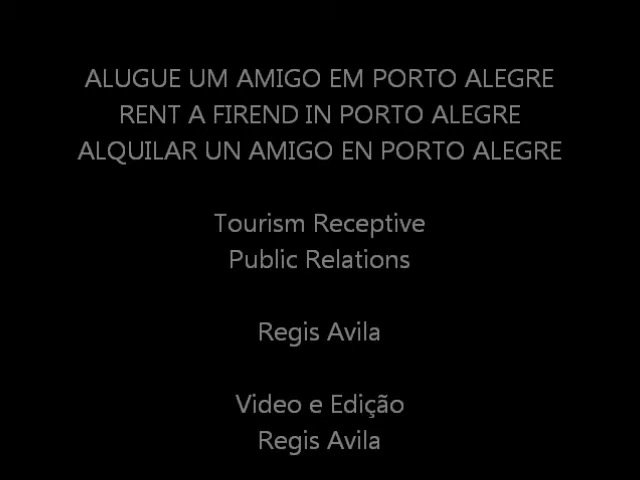 ALUGUE UM AMIGO EM PORTO ALEGRE
RENT A FIREND IN PORTO ALEGRE
ALQUILAR UN AMIGO EN PORTO ALEGRE
Tourism Receptive
Public Relations
Regis Avila
Video e Edição
Regis Avila